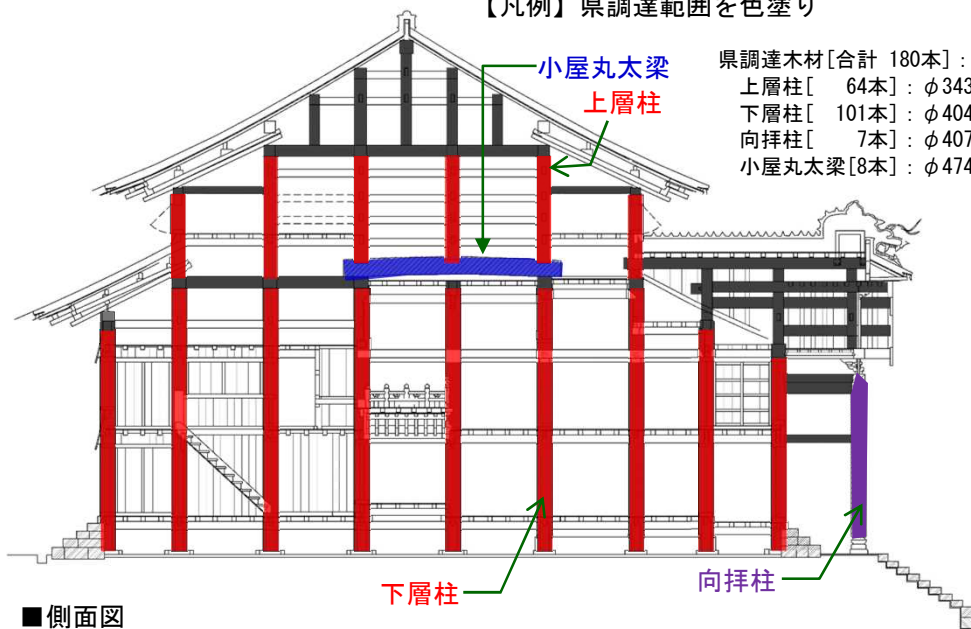 【凡例】県調達範囲を色塗り
県調達木材[合計 180本]：
上層柱[ 64本]：φ343
下層柱[ 101本]：φ404
向拝柱[ 7本]：φ407
小屋丸太梁[8本]：φ474
小屋丸太梁
上層柱
下層柱
向拝柱
■側面図